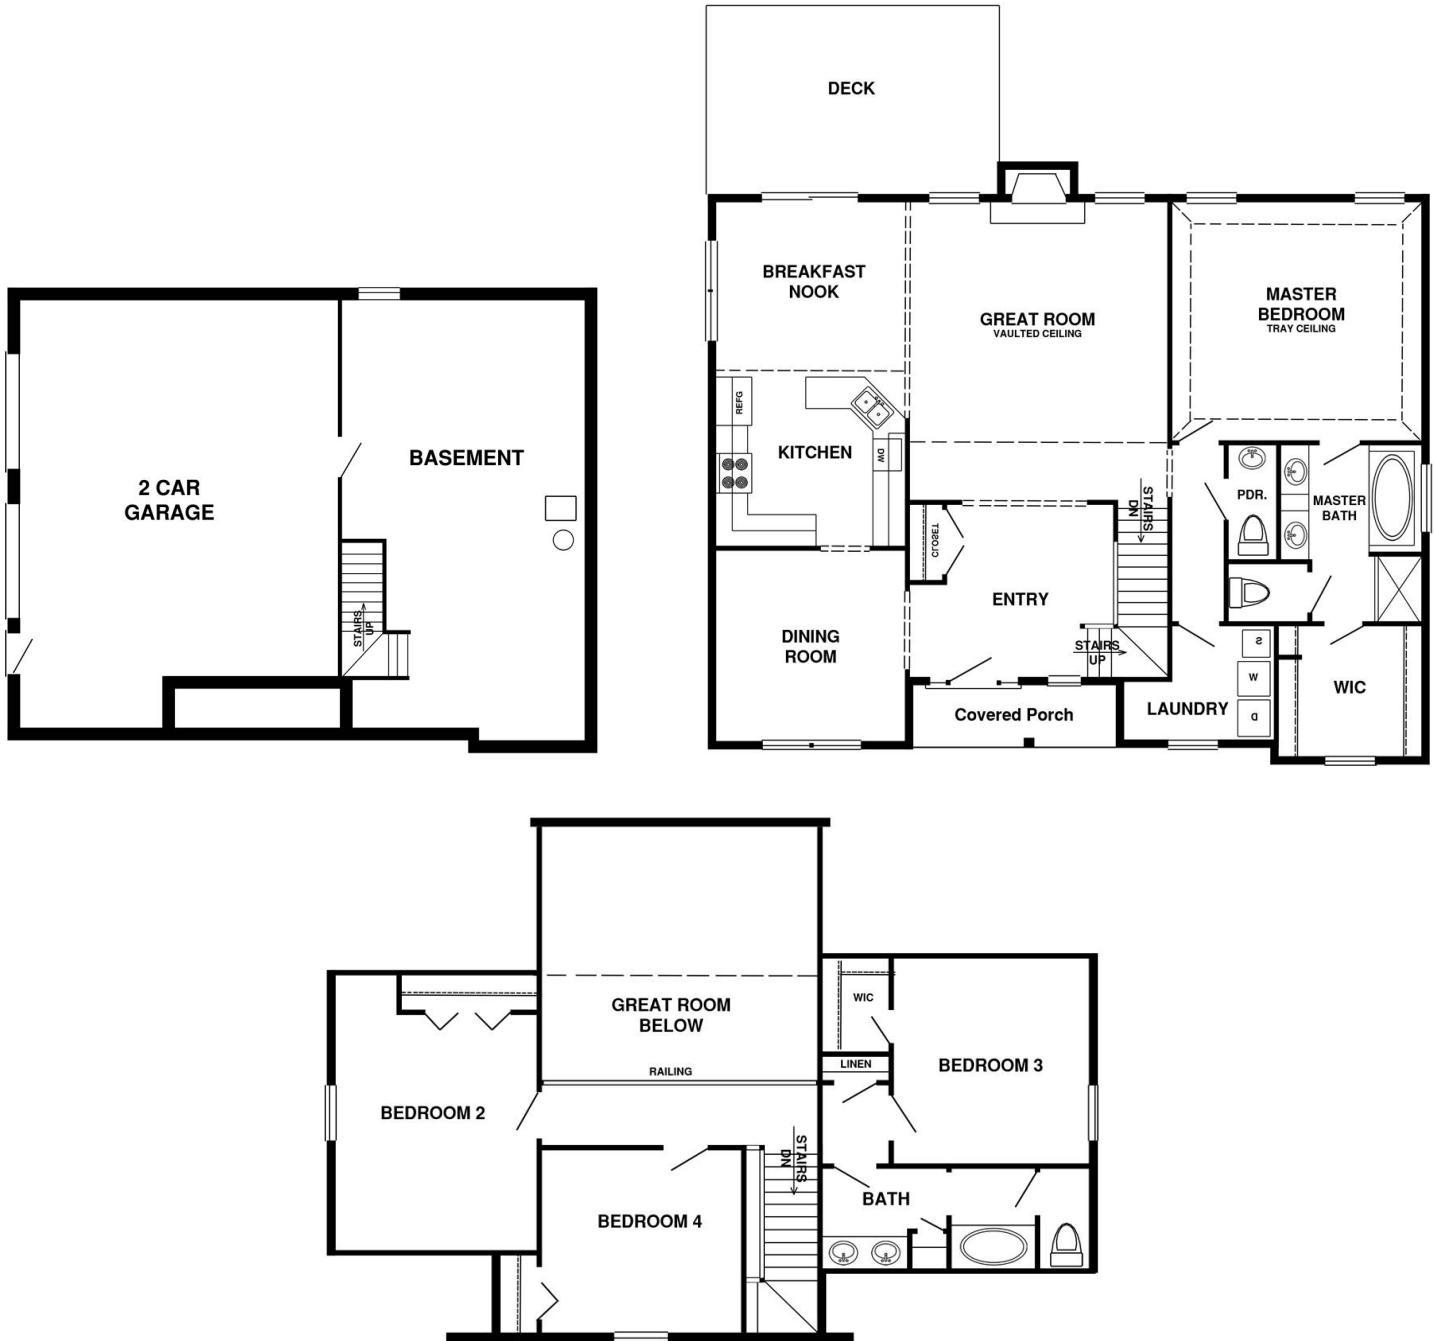 DECK
BREAKFAST
NOOK
GREAT ROOM
VAULTED CEILING
MASTER
BEDROOM
TRAY CEILING
REFG
KITCHEN
DW
STAIRS
DN
PDR.
MASTER
BATH
CLOSET
ENTRY
DINING
ROOM
STAIRS
UP
S
W
D
LAUNDRY
WIC
Covered Porch
2 CAR
GARAGE
BASEMENT
STAIRS
UP
GREAT ROOM
BELOW
RAILING
WIC
LINEN
BEDROOM 3
BEDROOM 2
STAIRS
DN
BATH
BEDROOM 4